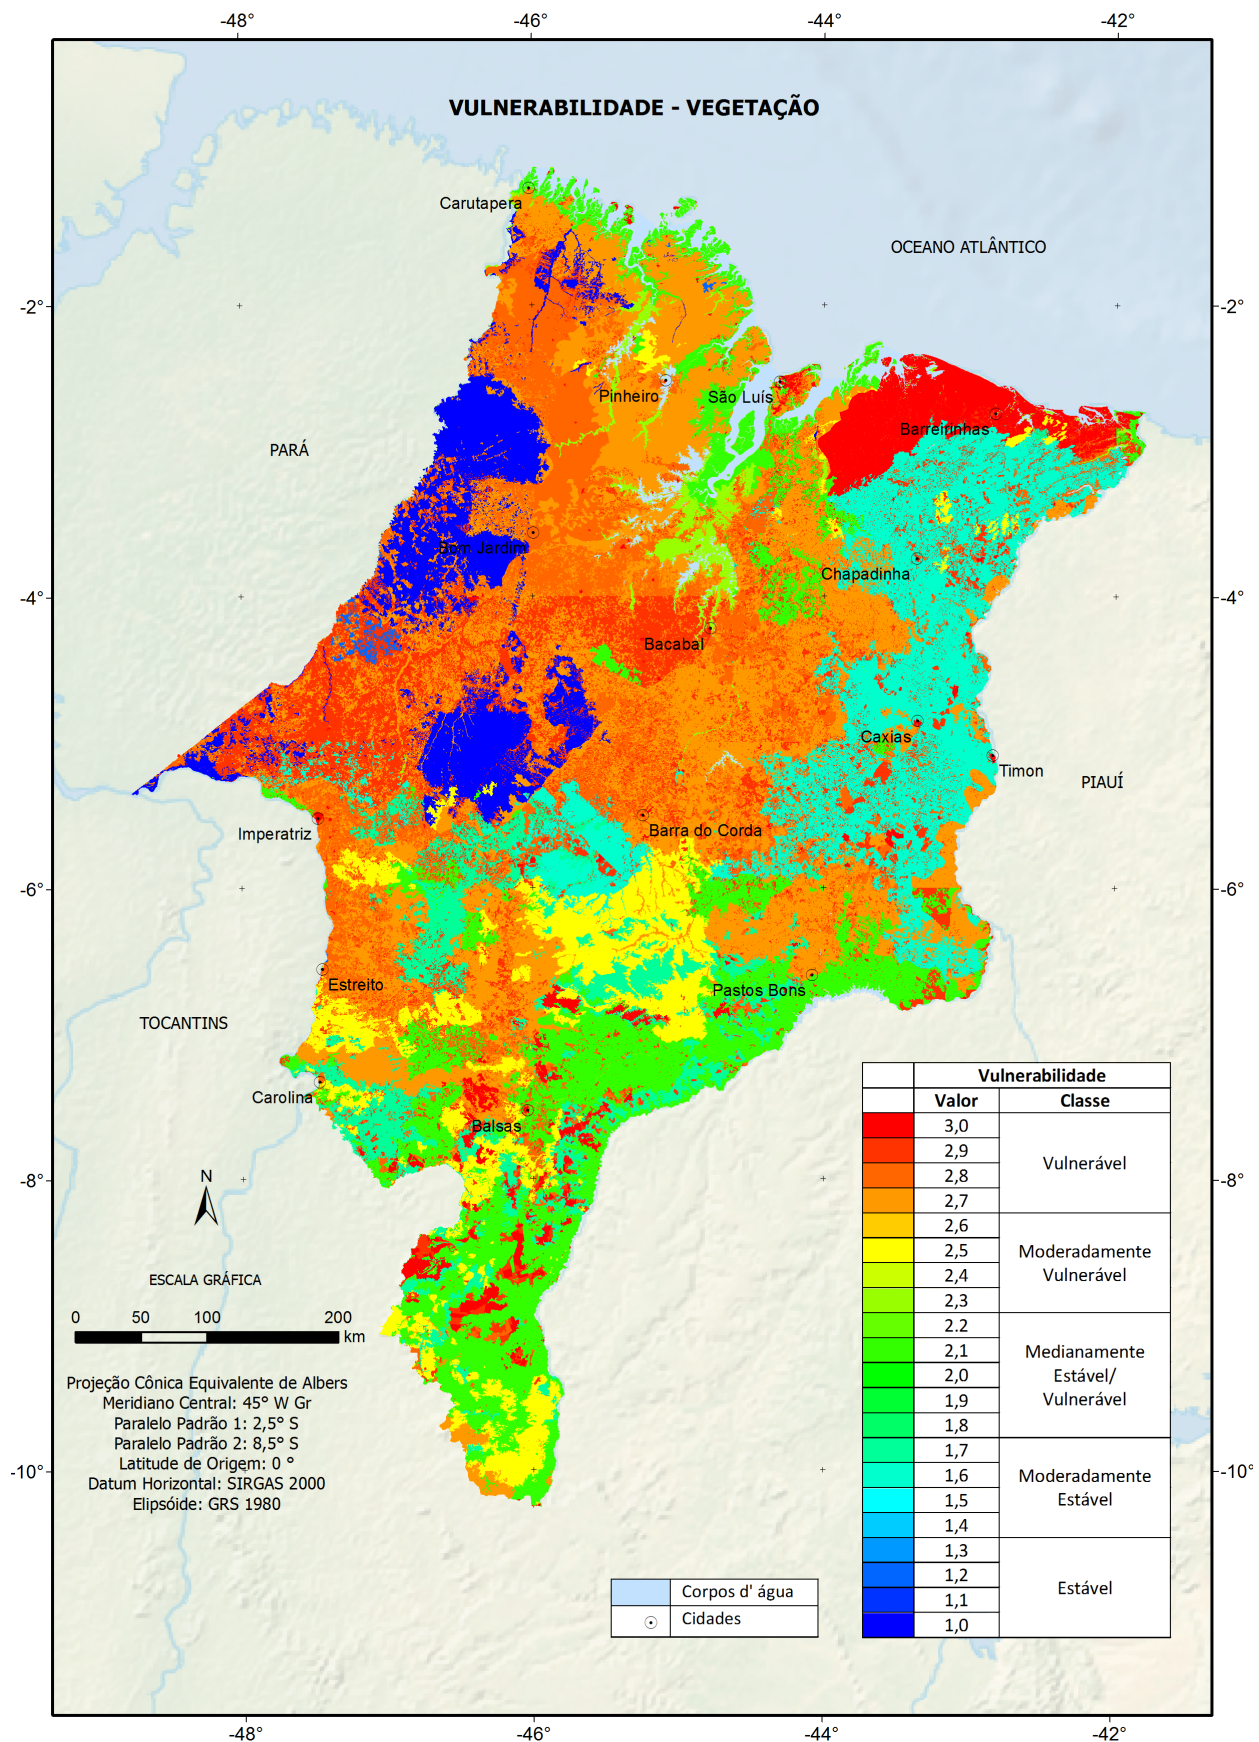 -48°
-46°
-44°
-42°
VULNERABILIDADE - VEGETAÇÃO
Carutapera
OCEANO ATLÂNTICO
-2°
-2°
Pinheiro
São Luís
Barreirinhas
PARÁ
Bom Jardim
Chapadinha
-4°
-4°
Bacabal
Caxias
Timon
PIAUÍ
Imperatriz
Barra do Corda
-6°
-6°
Estreito
Pastos Bons
TOCANTINS
Carolina
Balsas
-8°
-8°
N
ESCALA GRÁFICA
0 50 100 200
km
Projeção Cônica Equivalente de Albers
Meridiano Central: 45° W Gr
Paralelo Padrão 1: 2,5° S
Paralelo Padrão 2: 8,5° S
Latitude de Origem: 0 °
Datum Horizontal: SIRGAS 2000
Elipsóide: GRS 1980
-10°
-10°
Vulnerabilidade
Valor Classe
3,0
2,9
2,8
2,7
Vulnerável
2,6
2,5
2,4
2,3
Moderadamente
Vulnerável
2.2
2,1
2,0
1,9
1,8
Medianamente
Estável/
Vulnerável
1,7
1,6
1,5
1,4
Moderadamente
Estável
1,3
1,2
1,1
1,0
Estável
Corpos d' água
Cidades
-48°
-46°
-44°
-42°